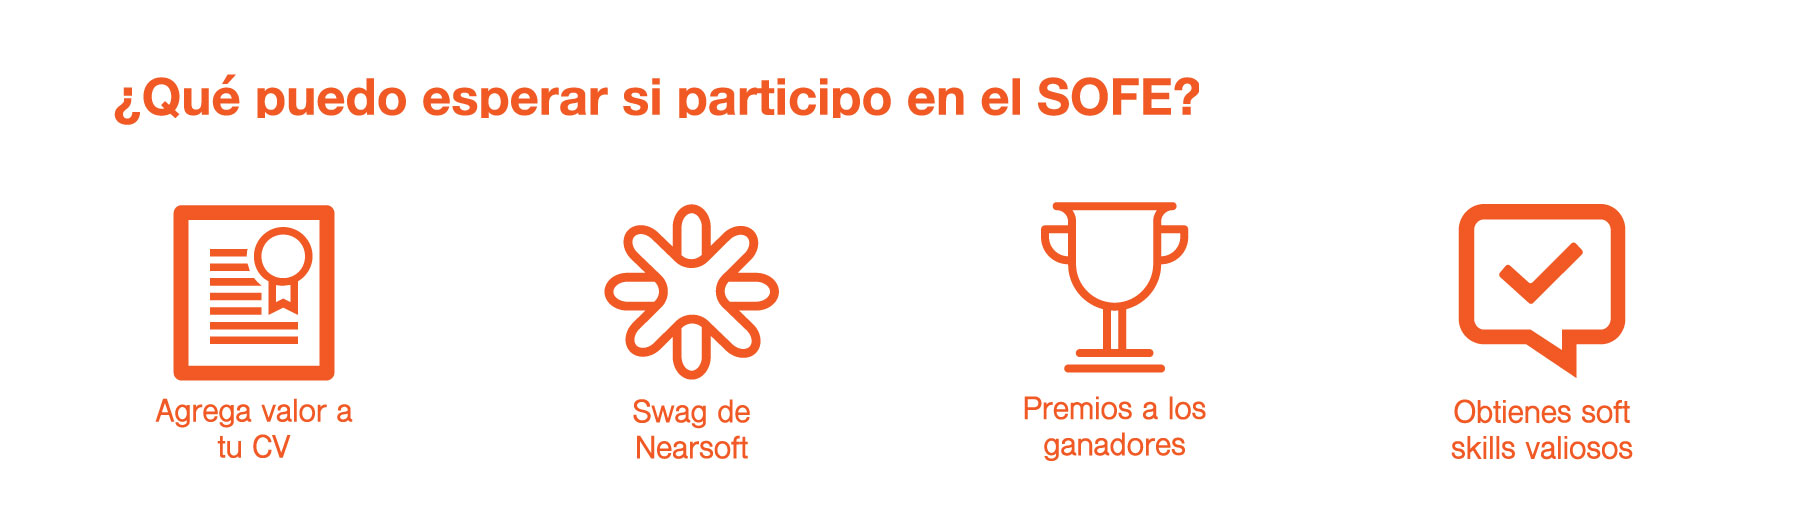 ¿Qué puedo esperar si participo en el SOFE?
Agrega valor a
tu CV
Swag de
Nearsoft
Premios a los
ganadores
Obtienes soft
skills valiosos